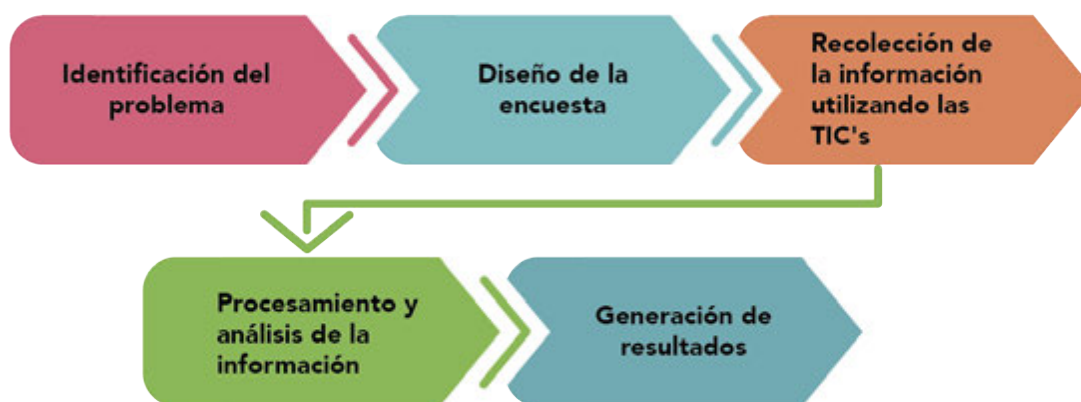 Identificación del
problema
Diseño de la
encuesta
Recolección de
la información
utilizando las
TIC's
Procesamiento y
análisis de la
información
Generación de
resultados